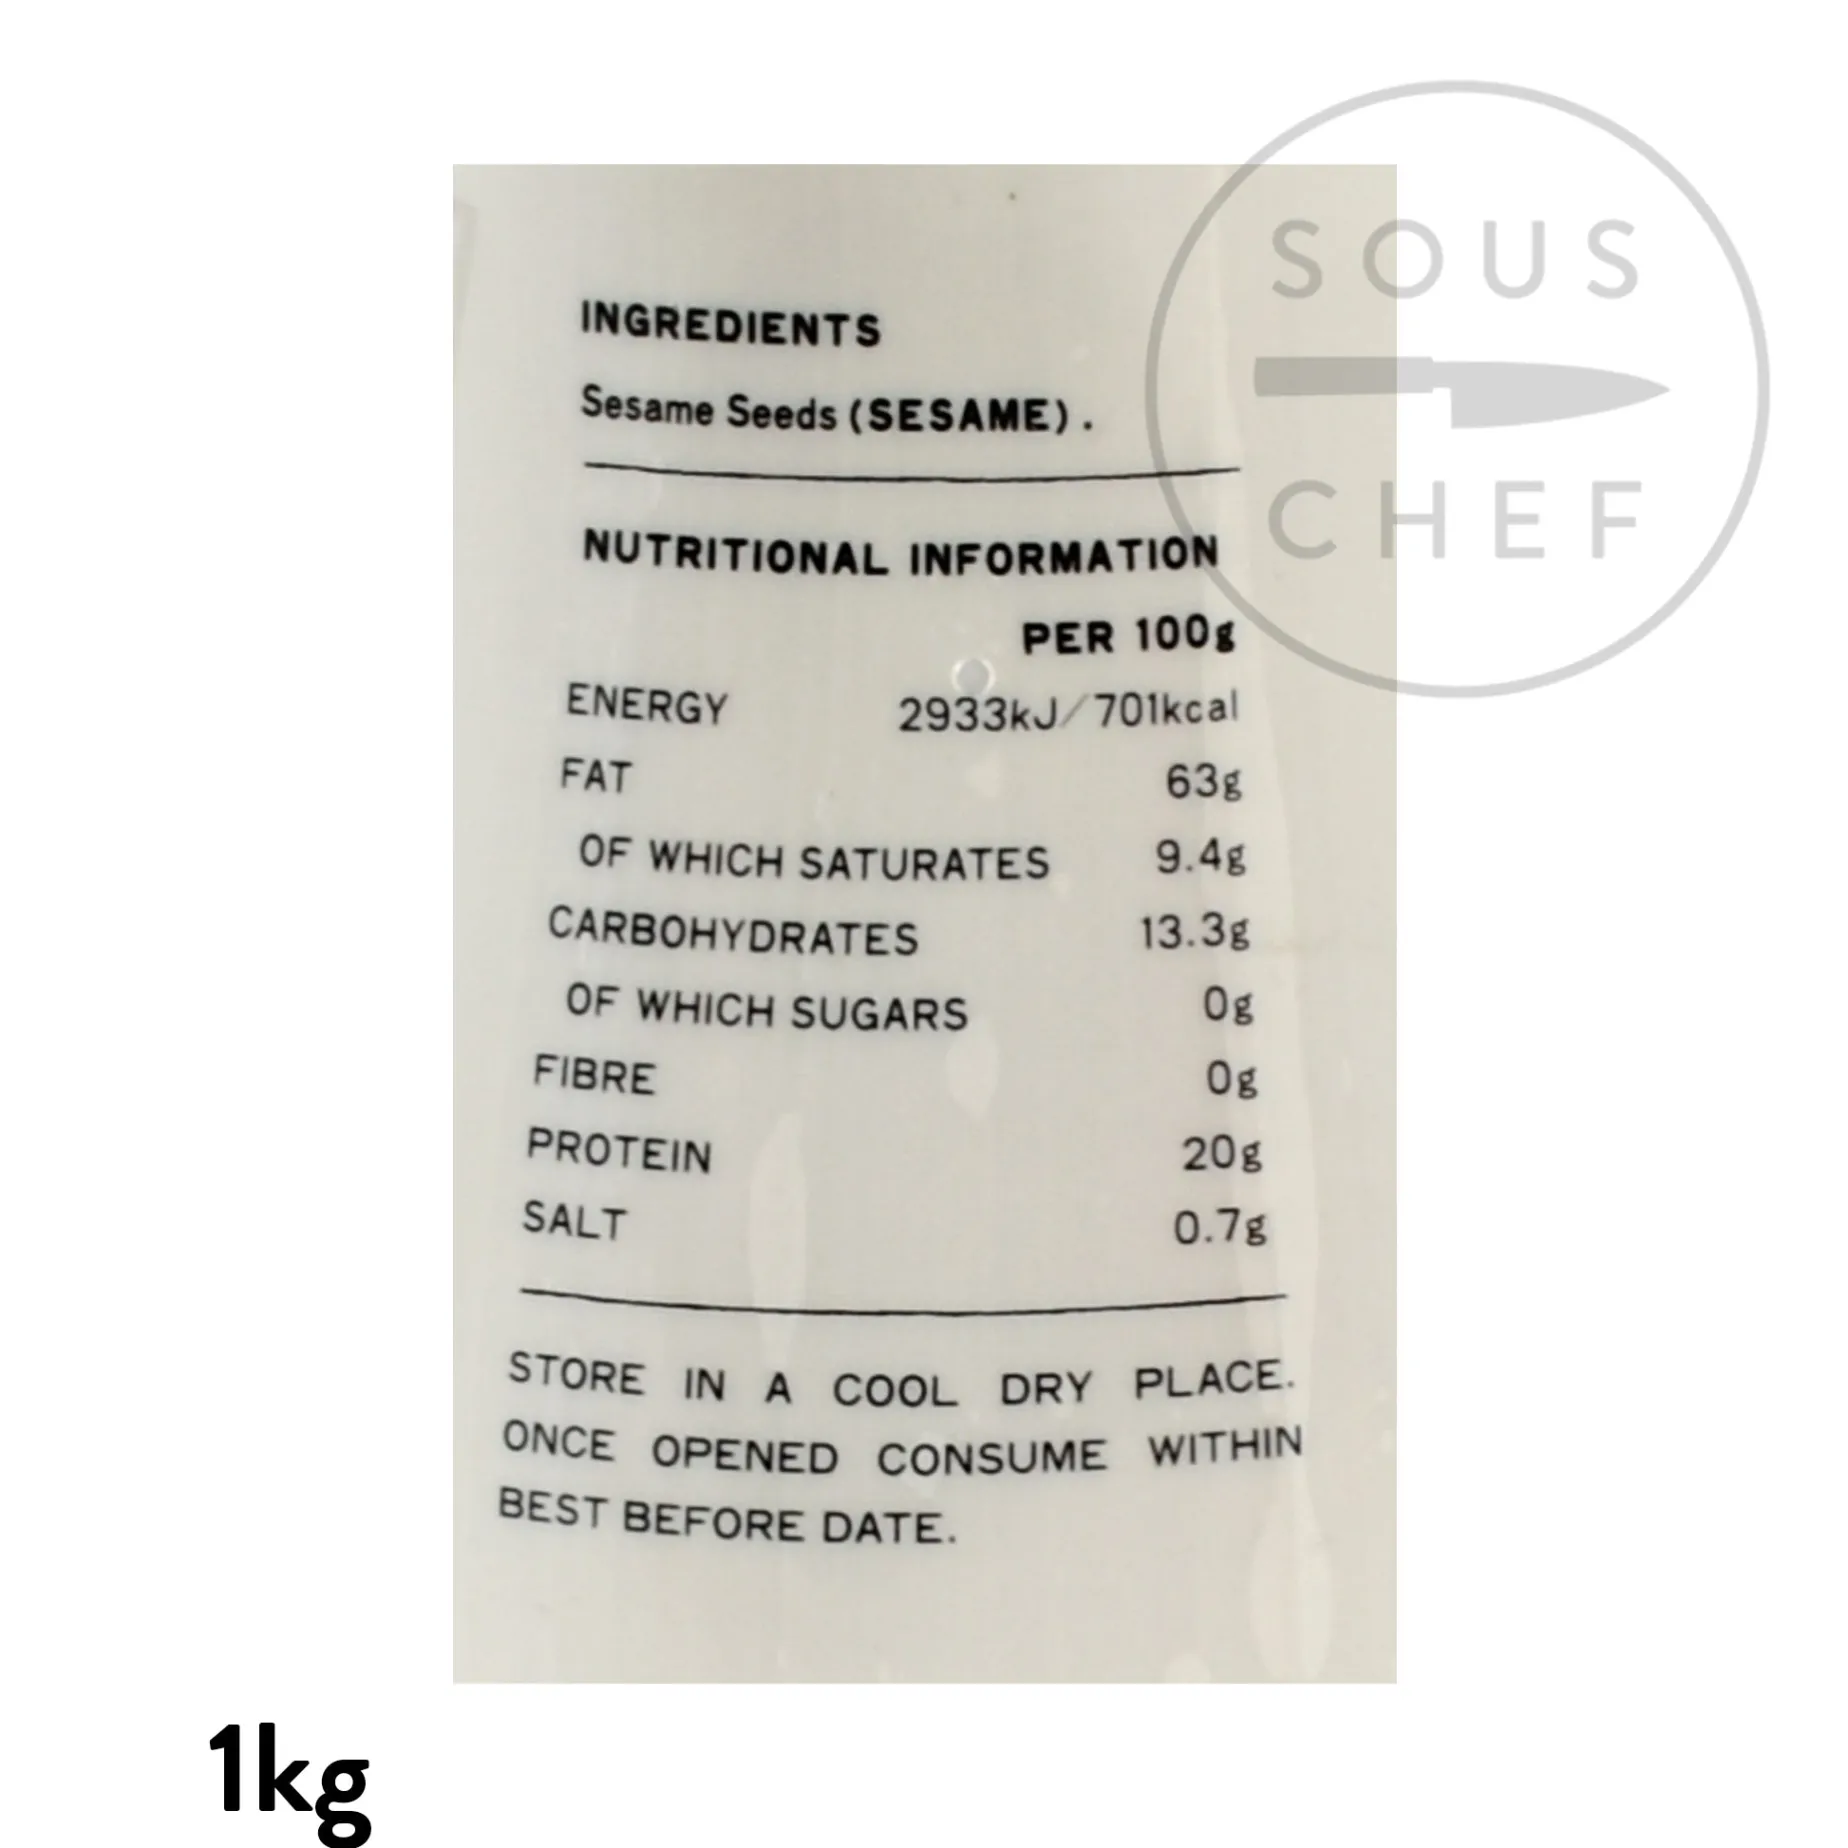 SOUS
CHEF
INGREDIENTS
Sesame Seeds (SESAME).
NUTRITIONAL INFORMATION
PER 100g
ENERGY 2933kJ/701kcal
FAT 63g
OF WHICH SATURATES 9.4g
CARBOHYDRATES 13.3g
OF WHICH SUGARS 0g
FIBRE 0g
PROTEIN 20g
SALT 0.7g
STORE IN A COOL DRY PLACE.
ONCE OPENED CONSUME WITHIN
BEST BEFORE DATE.
1kg